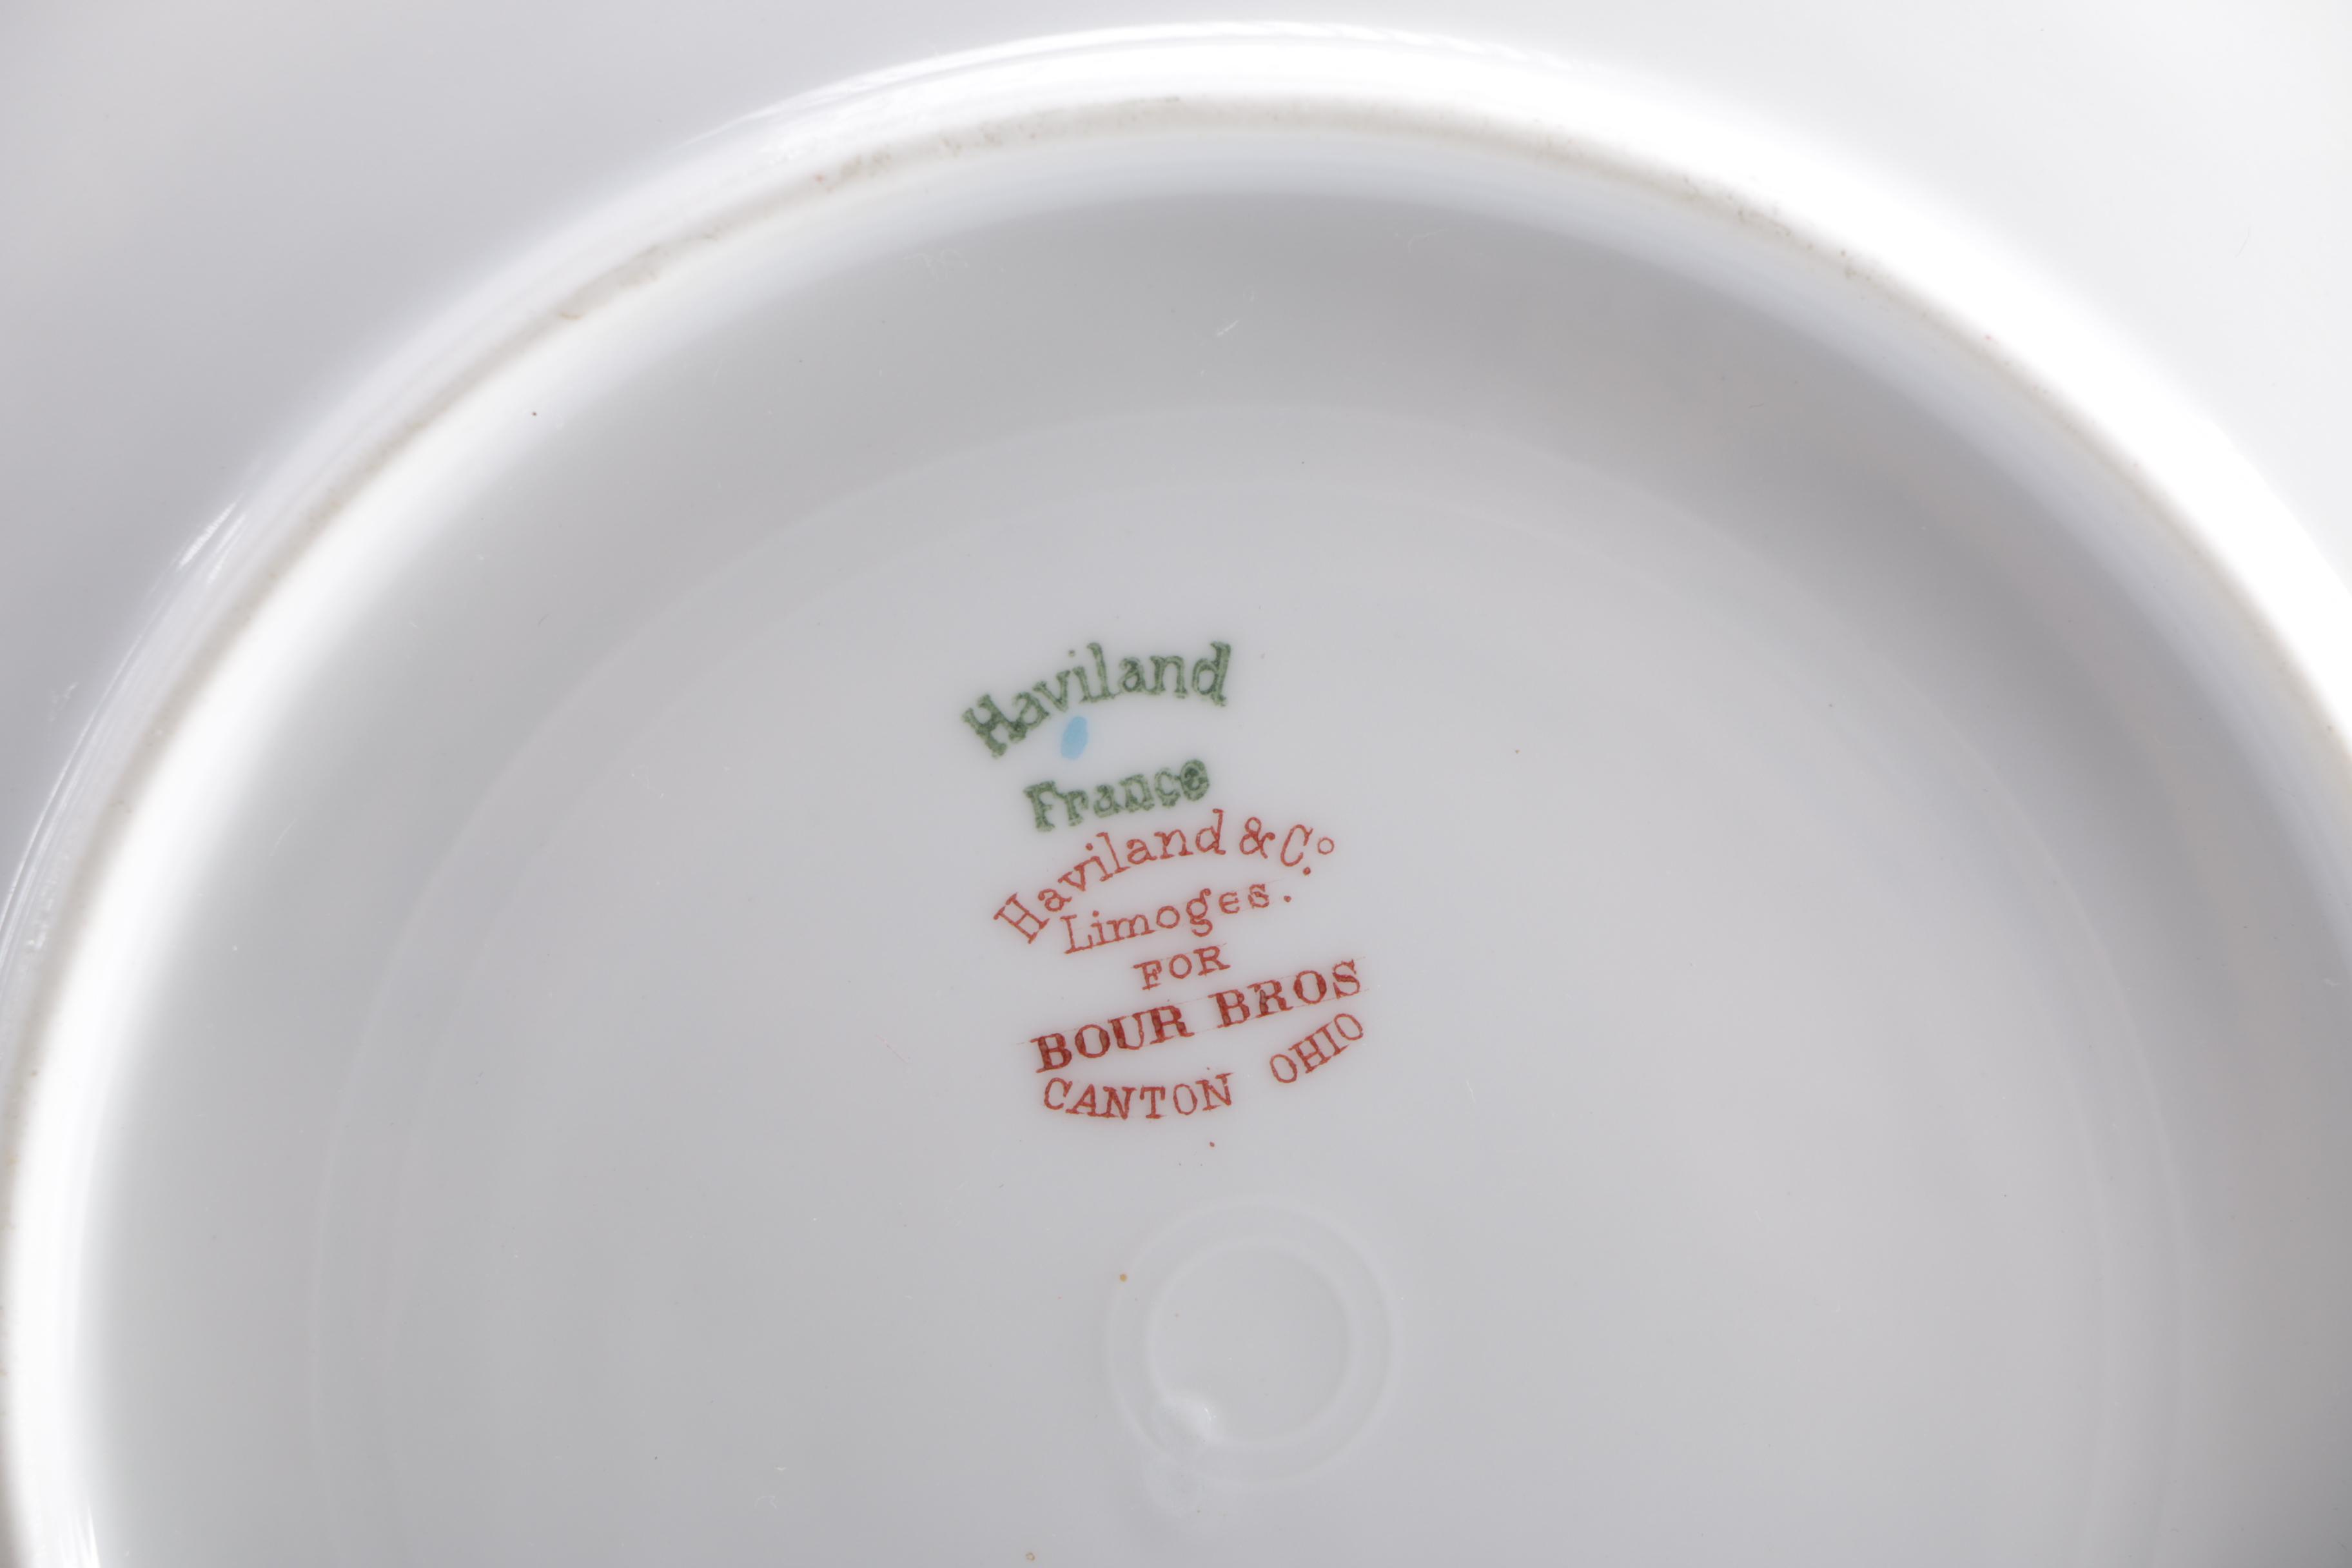 Haviland
France
Haviland & Co.
Limoges.
FOR
BOUR BROS
CANTON OHIO